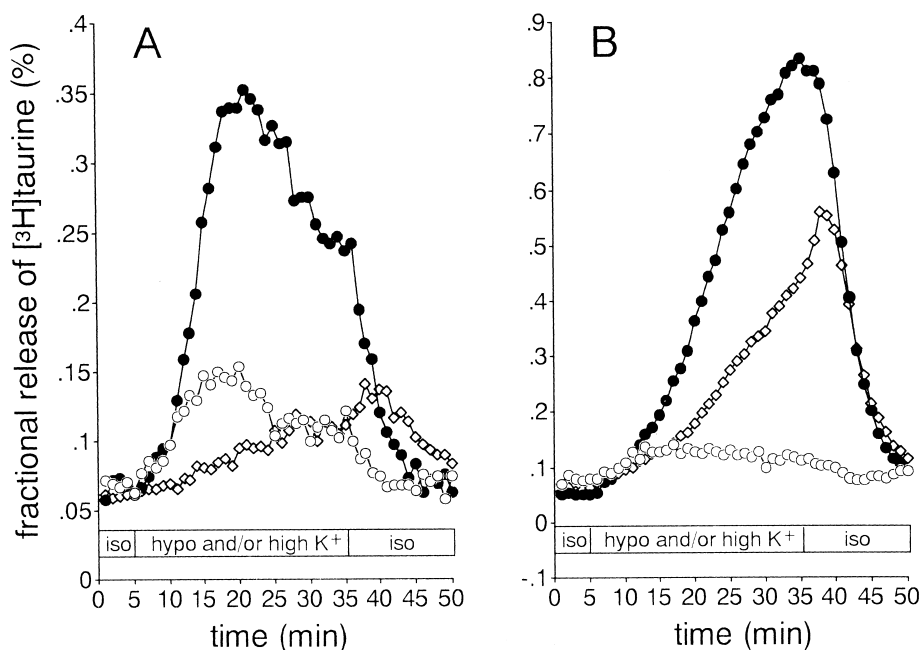 A
B
fractional release of [3H]taurine (%)
.4
.35
.3
.25
.2
.15
.1
.05
0
iso hypo and/or high K+ iso
0 5 10 15 20 25 30 35 40 45 50
time (min)
.9
.8
.7
.6
.5
.4
.3
.2
.1
0
-.1
iso hypo and/or high K+ iso
0 5 10 15 20 25 30 35 40 45 50
time (min)